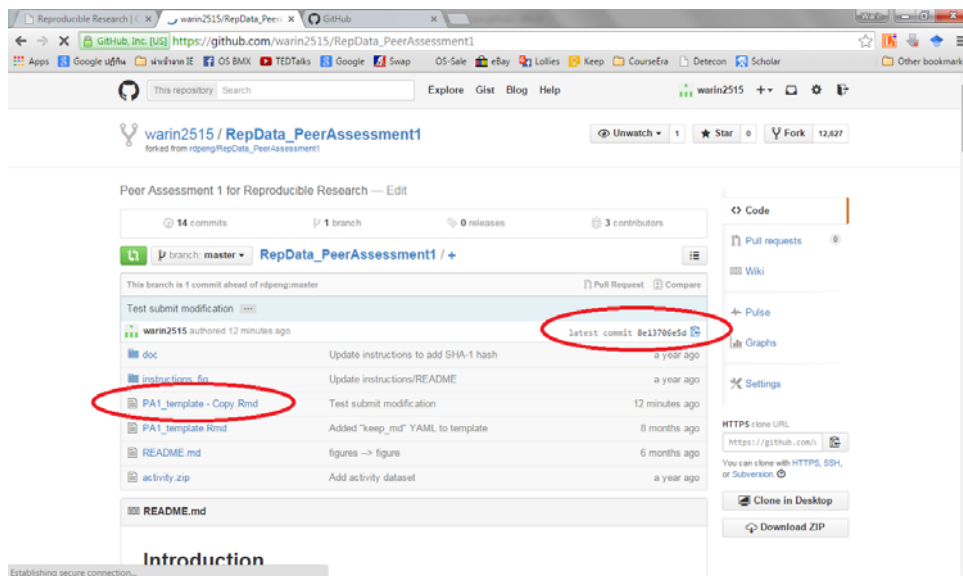 Reproducible Research | C
warin2515/RepData_Peer
GitHub
GitHub, Inc. [US] https://github.com/warin2515/RepData_PeerAssessment1
Apps Google OS BMX TEDTalks Google Swap OS-Sale eBay Lollies Keep CourseEra Detecon Scholar Other bookmark
This repository Search Explore Gist Blog Help warin2515
warin2515 / RepData_PeerAssessment1
forked from rdpeng/RepData_PeerAssessment1
Unwatch 1 Star 0 Fork 12,627
Peer Assessment 1 for Reproducible Research — Edit
14 commits 1 branch 0 releases 3 contributors
branch: master RepData_PeerAssessment1 / +
This branch is 1 commit ahead of rdpeng:master Pull Request Compare
Test submit modification
warin2515 authored 12 minutes ago latest commit 8e13706e5d
doc Update instructions to add SHA-1 hash a year ago
instructions_fig Update instructions/README a year ago
PA1_template - Copy.Rmd Test submit modification 12 minutes ago
PA1_template.Rmd Added "keep_md" YAML to template 8 months ago
README.md figures --> figure 6 months ago
activity.zip Add activity dataset a year ago
README.md
Introduction
Code
Pull requests 0
Wiki
Pulse
Graphs
Settings
HTTPS clone URL
https://github.com/
You can clone with HTTPS, SSH,
or Subversion.
Clone in Desktop
Download ZIP
Establishing secure connection...